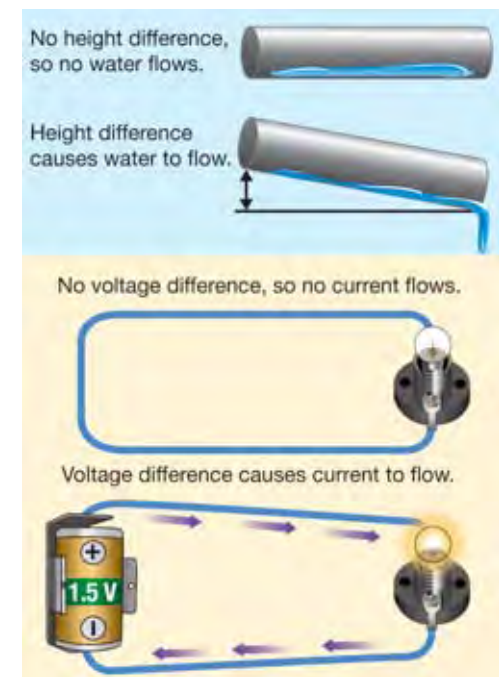 No height difference,
so no water flows.
Height difference
causes water to flow.
No voltage difference, so no current flows.
Voltage difference causes current to flow.
+
1.5 V
−